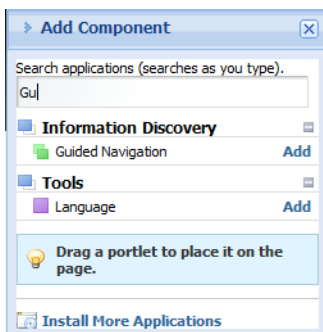 Add Component
Search applications (searches as you type).
Gu
Information Discovery
Guided Navigation Add
Tools
Language Add
Drag a portlet to place it on the
page.
Install More Applications